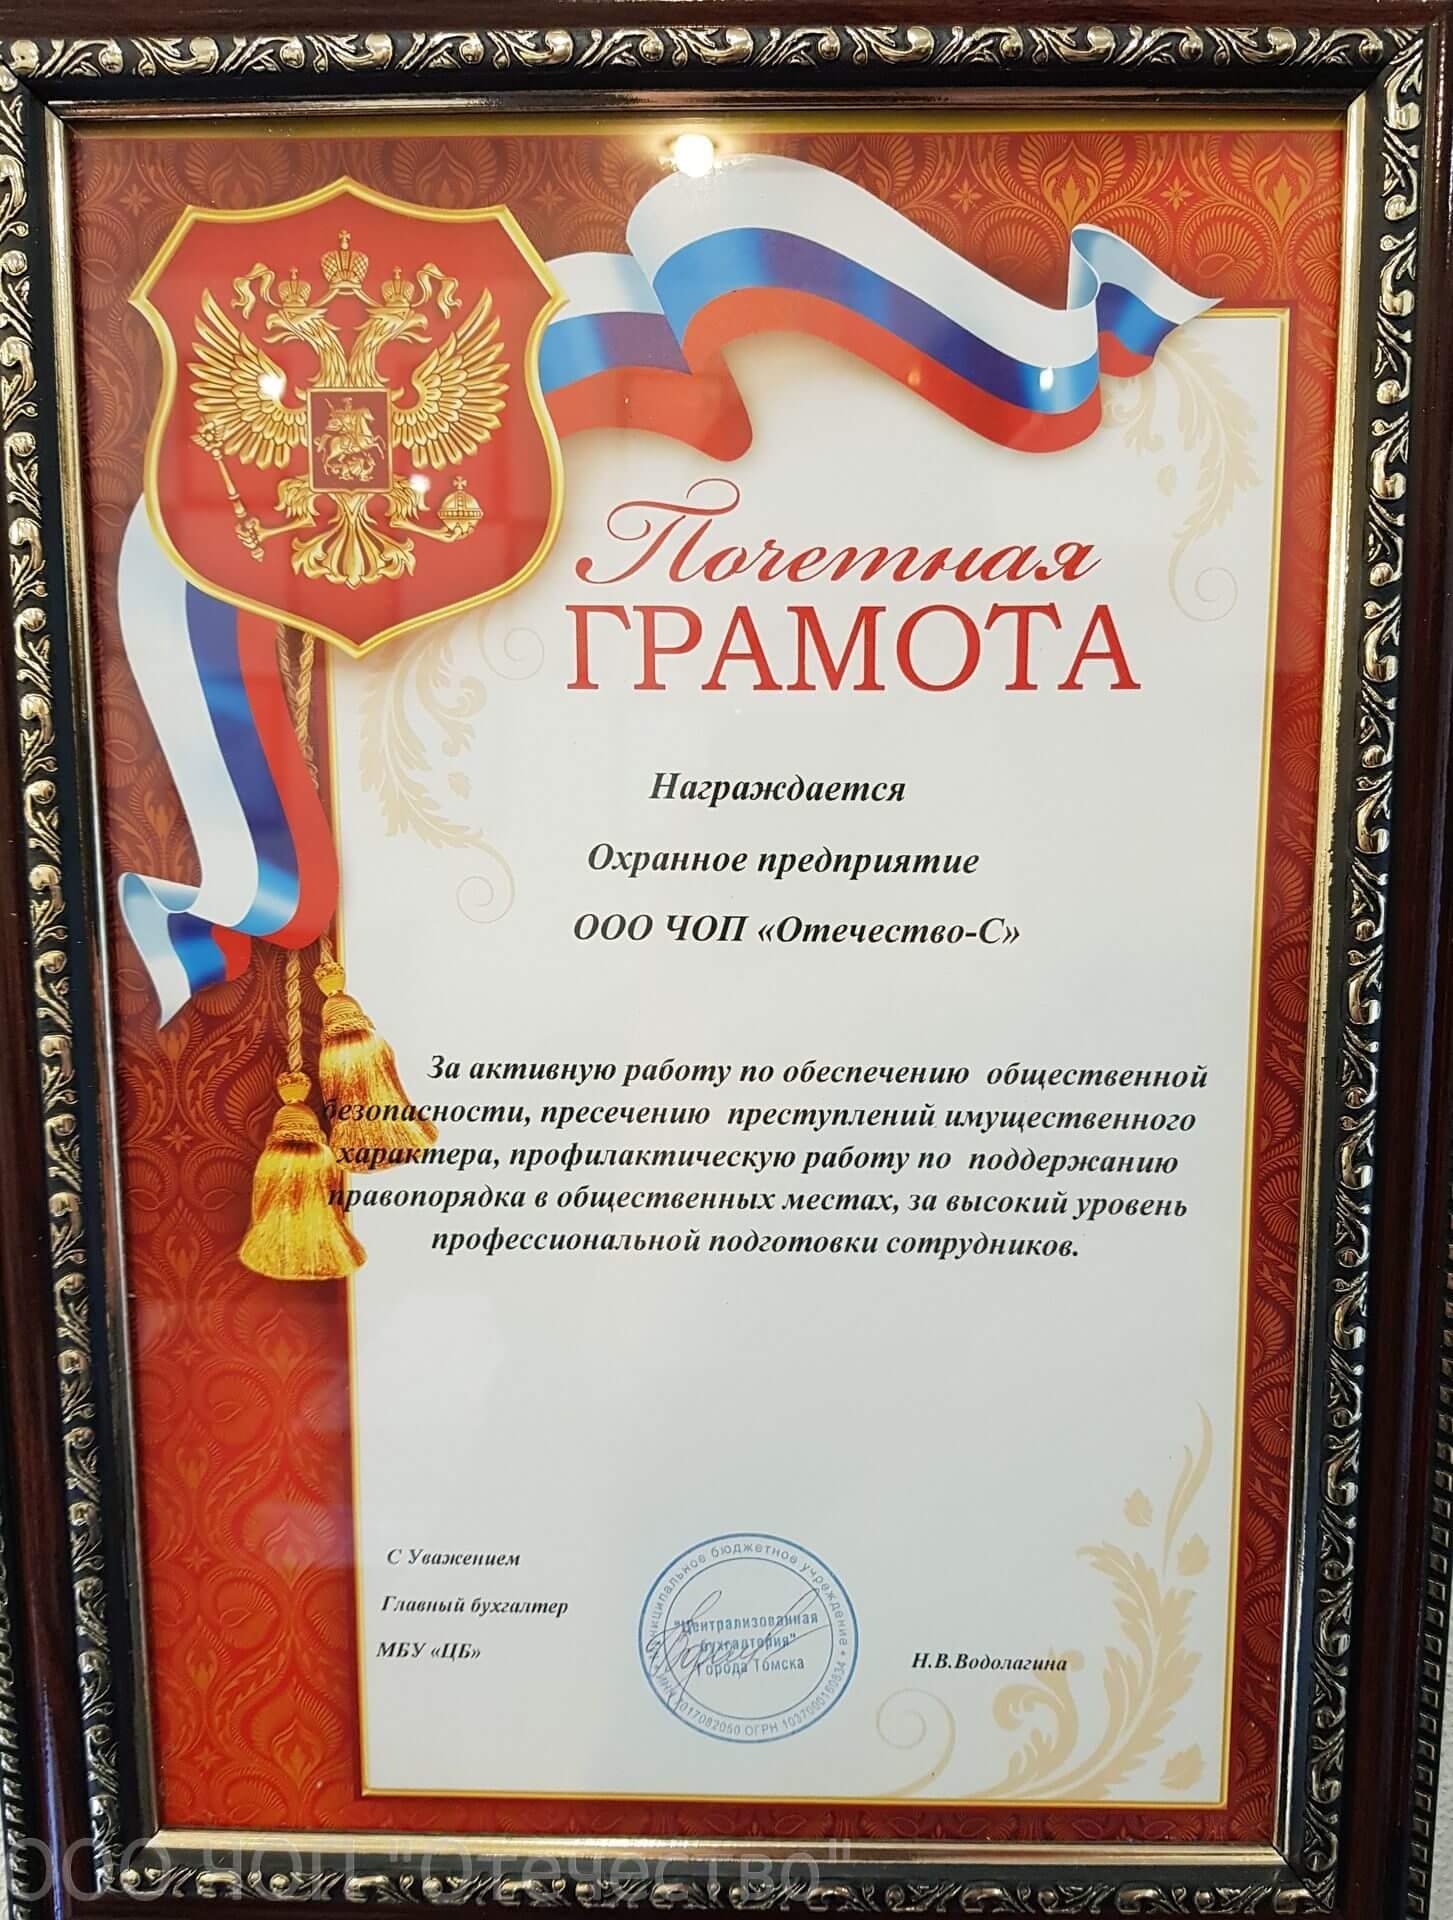 Почетная
ГРАМОТА
Награждается
Охранное предприятие
ООО ЧОП «Отечество-С»
За активную работу по обеспечению общественной
безопасности, пресечению преступлений имущественного
характера, профилактическую работу по поддержанию
правопорядка в общественных местах, за высокий уровень
профессиональной подготовки сотрудников.
С Уважением
Главный бухгалтер
МБУ «ЦБ»
Муниципальное бюджетное учреждение
"Централизованная
бухгалтерия"
Города Томска
ИНН 7017082050 ОГРН 1037000160834
Н.В.Водолагина
ООО ЧОП "Отечество"